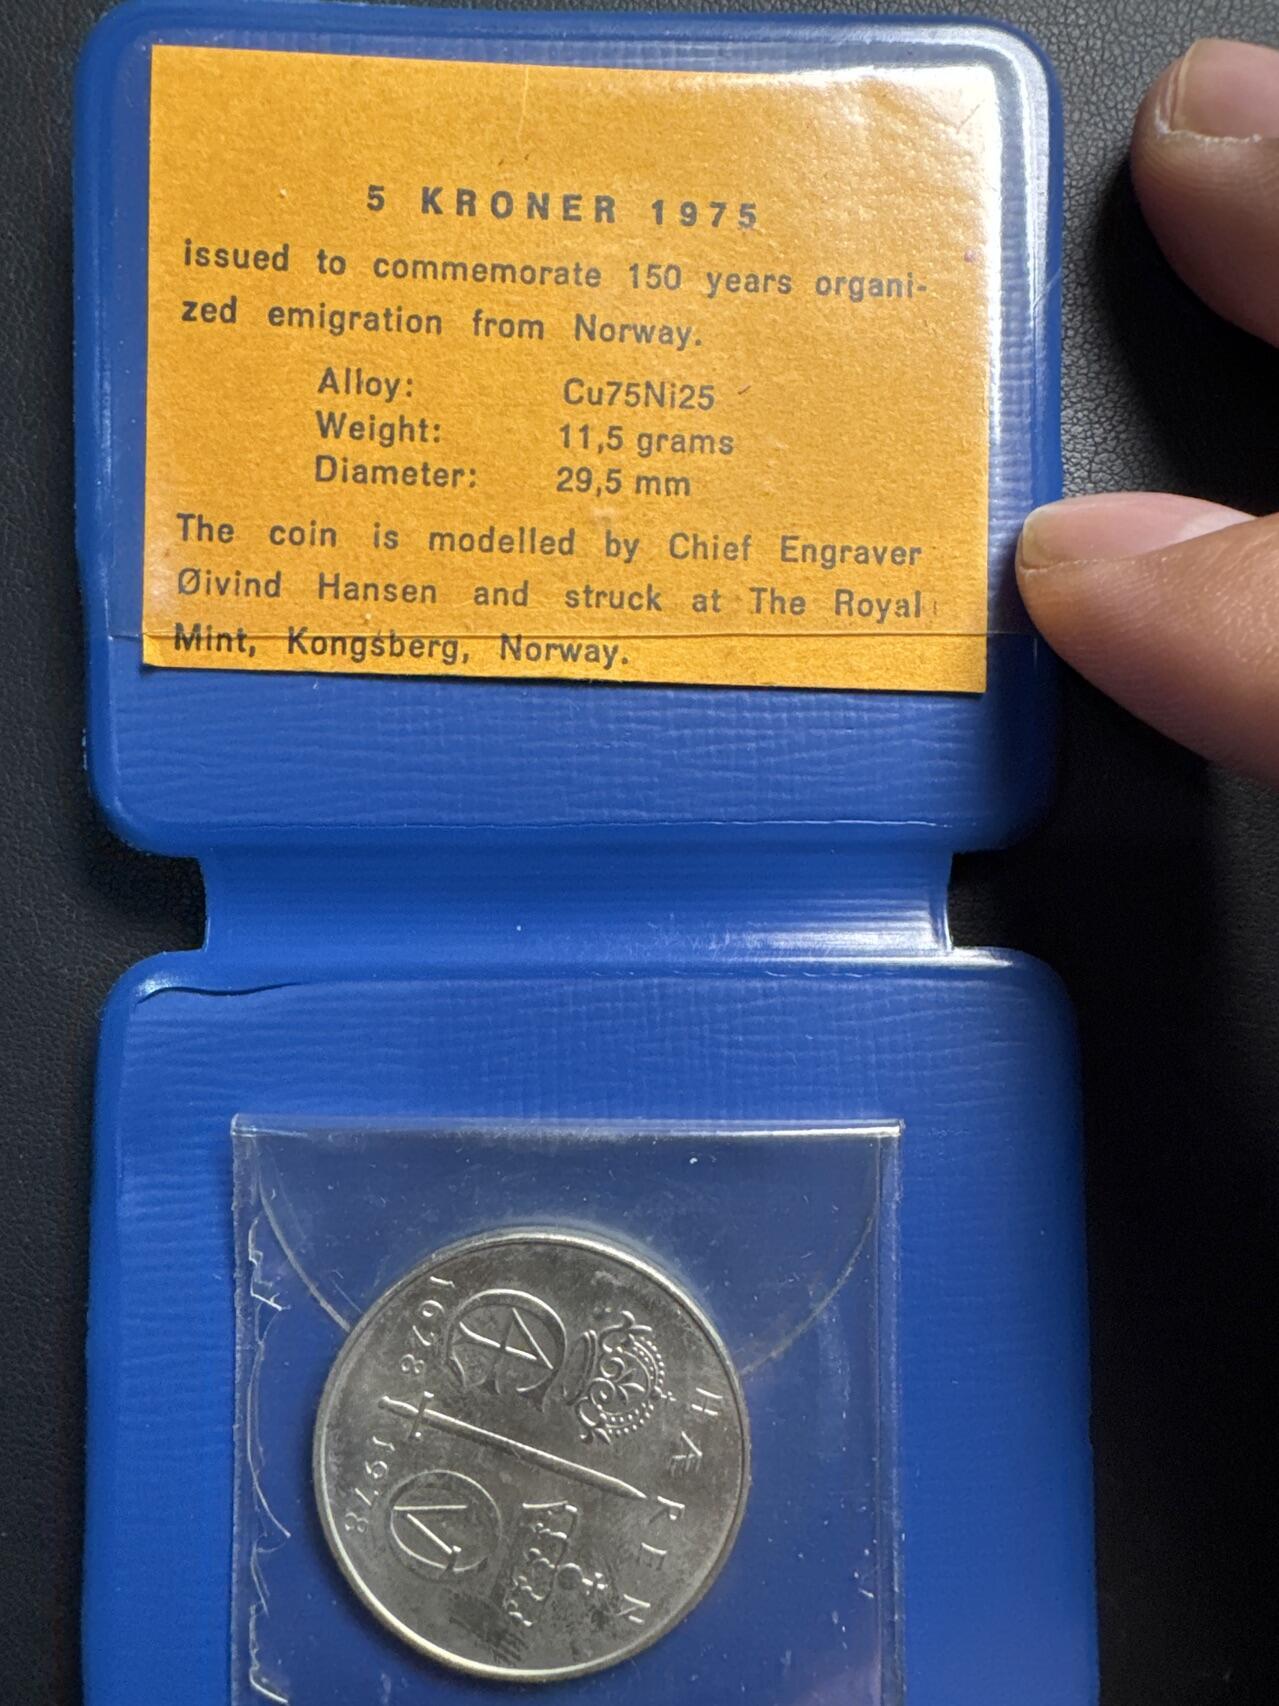 5 KRONER 1975
issued to commemorate 150 years organi-
zed emigration from Norway.
Alloy: Cu75Ni25
Weight: 11,5 grams
Diameter: 29,5 mm
The coin is modelled by Chief Engraver
Øivind Hansen and struck at The Royal
Mint, Kongsberg, Norway.
HÆREN
1628
1978